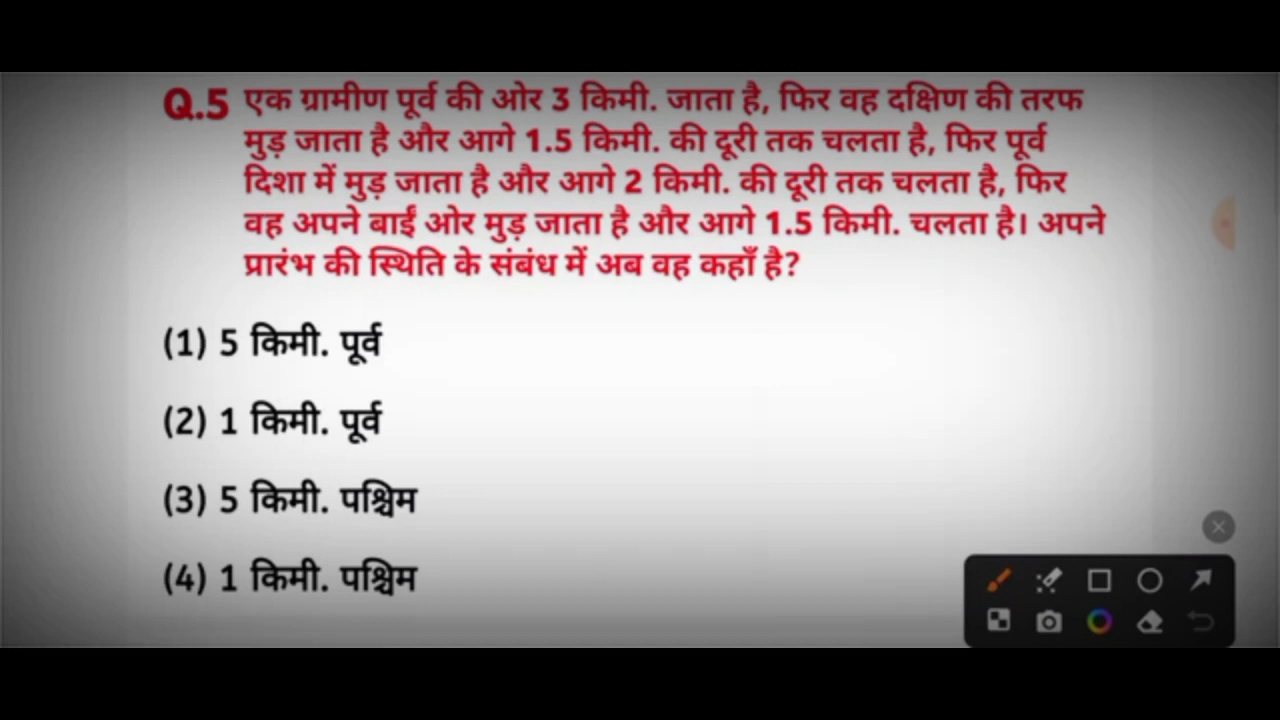 Q.5 एक ग्रामीण पूर्व की ओर 3 किमी. जाता है, फिर वह दक्षिण की तरफ
मुड़ जाता है और आगे 1.5 किमी. की दूरी तक चलता है, फिर पूर्व
दिशा में मुड़ जाता है और आगे 2 किमी. की दूरी तक चलता है, फिर
वह अपने बाईं ओर मुड़ जाता है और आगे 1.5 किमी. चलता है। अपने
प्रारंभ की स्थिति के संबंध में अब वह कहाँ है?
(1) 5 किमी. पूर्व
(2) 1 किमी. पूर्व
(3) 5 किमी. पश्चिम
(4) 1 किमी. पश्चिम